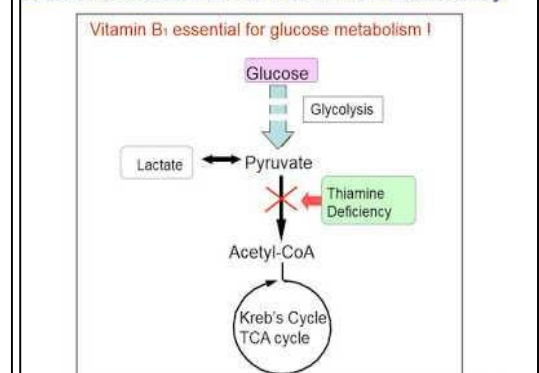 Vitamin B₁ essential for glucose metabolism !
Glucose
Glycolysis
Lactate
Pyruvate
Thiamine
Deficiency
Acetyl-CoA
Kreb's Cycle
TCA cycle